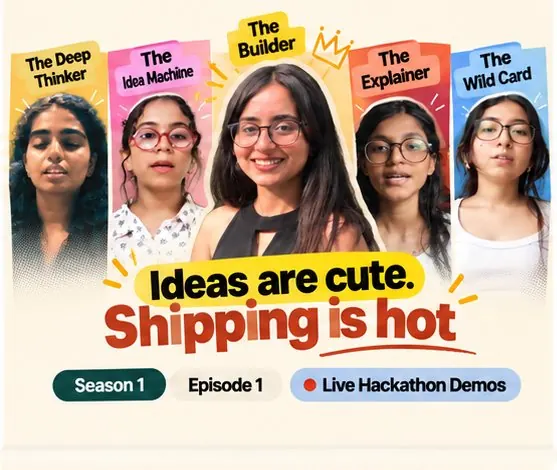 The Deep
Thinker
The
Idea Machiine
The
Builder
The
Explainer
The
Wild Card
Ideas are cute.
Shipping is hot
Season 1
Episode 1
Live Hackathon Demos